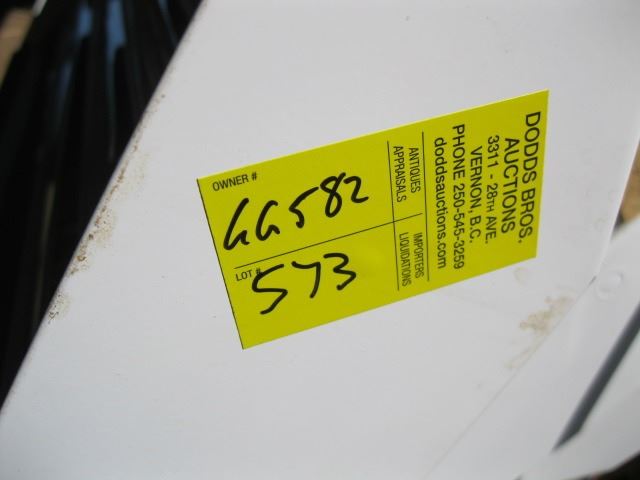 DODDS BROS.
AUCTIONS
3311 - 28TH AVE.
VERNON, B.C.
PHONE 250-545-3259
doddsauctions.com
ANTIQUES
APPRAISALS
IMPORTERS
LIQUIDATIONS
OWNER #
GG582
LOT #
573